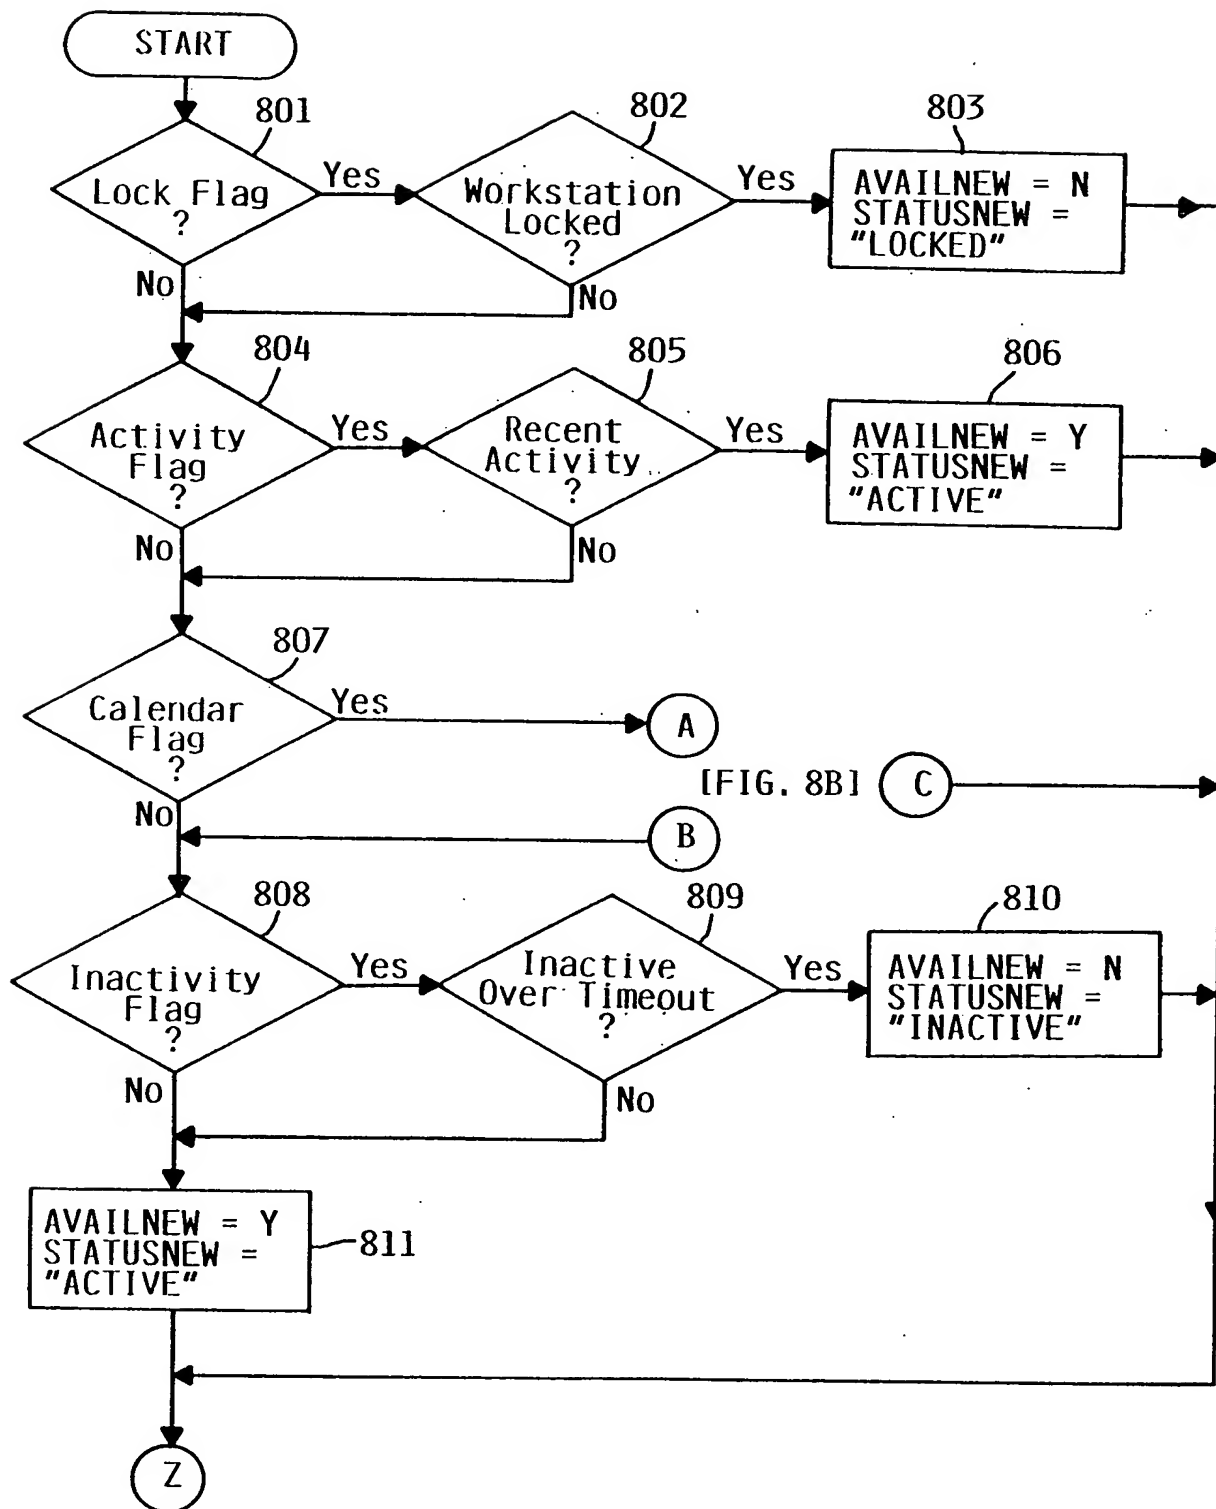 START
801
802
803
Lock Flag
?
Yes
Workstation
Locked
?
Yes
AVAILNEW = N
STATUSNEW =
"LOCKED"
No
No
804
805
806
Activity
Flag
?
Yes
Recent
Activity
?
Yes
AVAILNEW = Y
STATUSNEW =
"ACTIVE"
No
No
807
Calendar
Flag
?
Yes
A
[FIG. 8B]
C
No
B
808
809
810
Inactivity
Flag
?
Yes
Inactive
Over Timeout
?
Yes
AVAILNEW = N
STATUSNEW =
"INACTIVE"
No
No
AVAILNEW = Y
STATUSNEW =
"ACTIVE"
811
Z